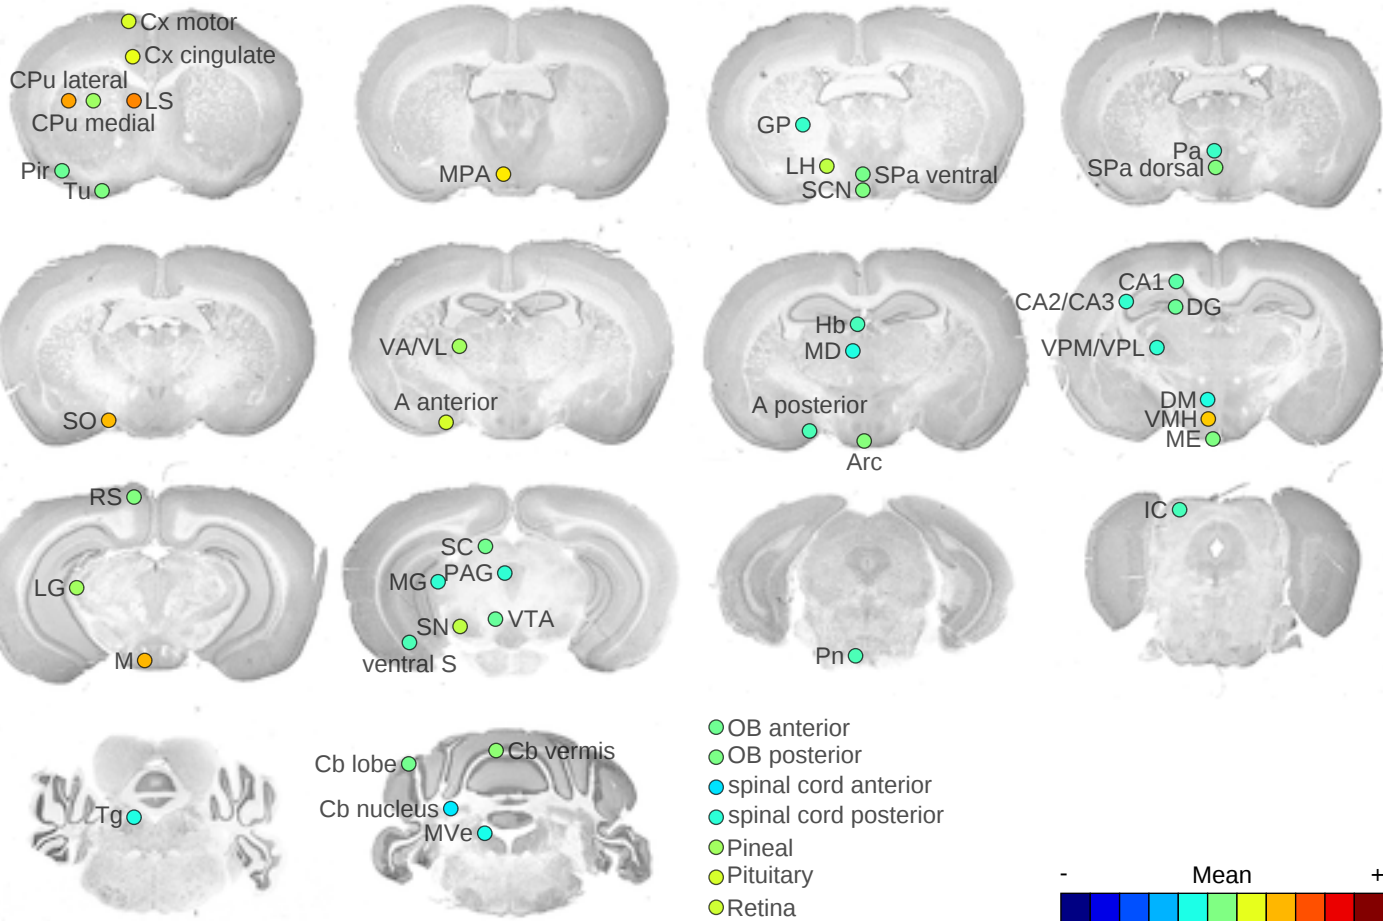 Cx motor
Cx cingulate
CPu lateral
LS
CPu medial
Pir
Tu
MPA
GP
LH
SPa ventral
SCN
Pa
SPa dorsal
SO
VA/VL
A anterior
Hb
MD
A posterior
Arc
CA1
CA2/CA3
DG
VPM/VPL
DM
VMH
ME
RS
LG
M
SC
MG
PAG
SN
VTA
ventral S
Pn
IC
Tg
Cb lobe
Cb vermis
Cb nucleus
MVe
OB anterior
OB posterior
spinal cord anterior
spinal cord posterior
Pineal
Pituitary
Retina
- Mean +